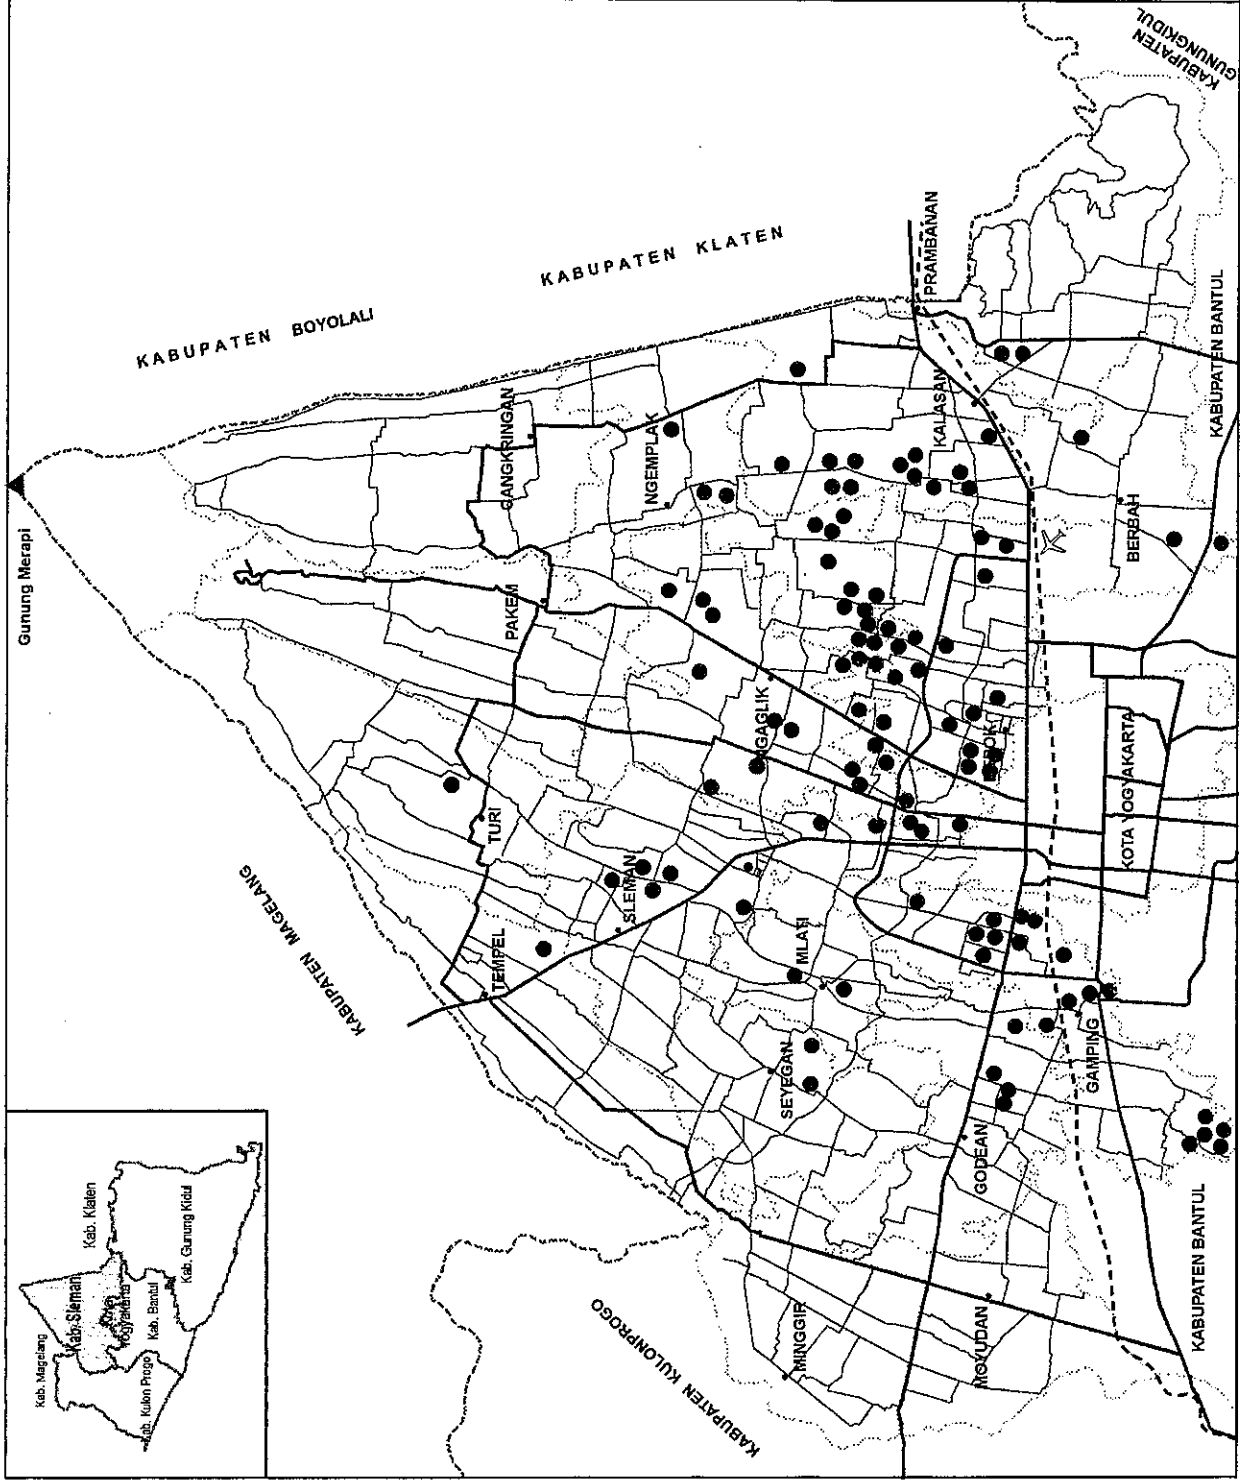 Gunung Merapi
KABUPATEN BOYOLALI
KABUPATEN KLATEN
KABUPATEN MAGELANG
KABUPATEN KULONPROGO
KABUPATEN
GUNUNGKIDUL
KABUPATEN BANTUL
KABUPATEN BANTUL
KOTA YOGYAKARTA
CANGKRINGAN
PAKEM
TURI
TEMPEL
NGEMPLAK
SLEMAN
NGAGLIK
MLATI
SEYEGAN
MINGGIR
PRAMBANAN
KALASAN
DEPOK
GODEAN
MOYUDAN
BERBAH
GAMPING
Kab. Magelang
Kab. Sleman
Kab. Klaten
Kota
Yogyakarta
Kab. Kulon Progo
Kab. Bantul
Kab. Gunung Kidul